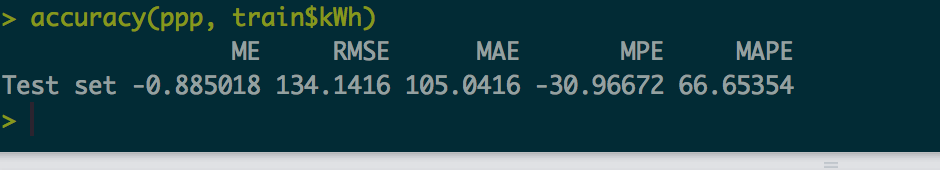 > accuracy(ppp, train$kWh)
ME RMSE MAE MPE MAPE
Test set -0.885018 134.1416 105.0416 -30.96672 66.65354
>